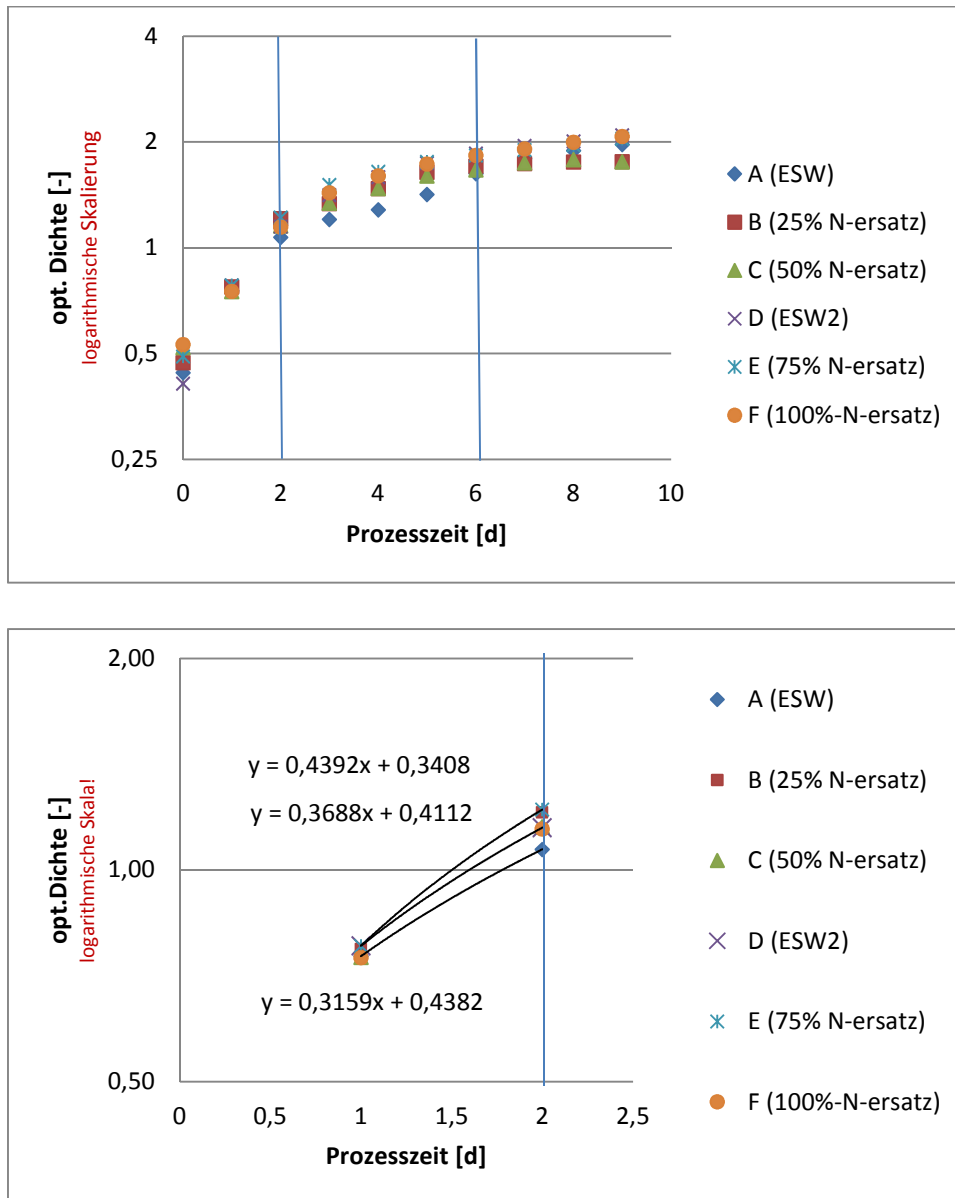 4
2
1
0,5
0,25
0 2 4 6 8 10
opt. Dichte [-]
logarithmische Skalierung
Prozesszeit [d]
A (ESW)
B (25% N-ersatz)
C (50% N-ersatz)
D (ESW2)
E (75% N-ersatz)
F (100%-N-ersatz)
2,00
1,00
0,50
0 0,5 1 1,5 2 2,5
opt.Dichte [-]
logarithmische Skala!
Prozesszeit [d]
y = 0,4392x + 0,3408
y = 0,3688x + 0,4112
y = 0,3159x + 0,4382
A (ESW)
B (25% N-ersatz)
C (50% N-ersatz)
D (ESW2)
E (75% N-ersatz)
F (100%-N-ersatz)